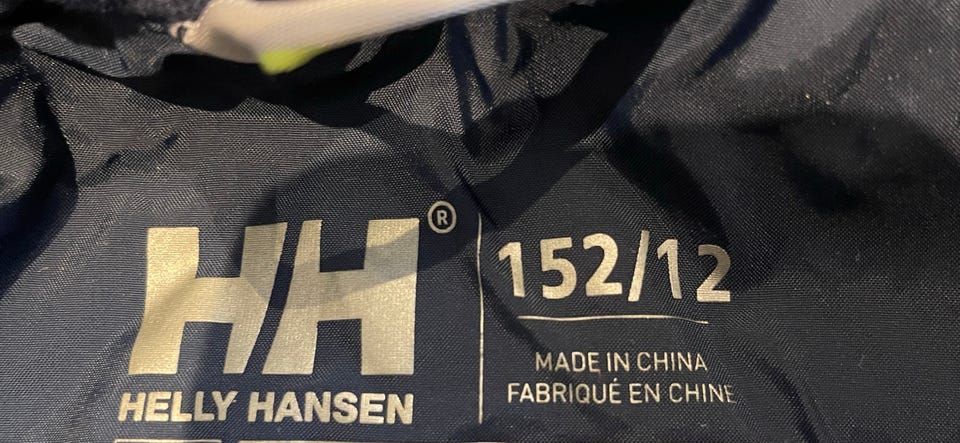 HH®
HELLY HANSEN
152/12
MADE IN CHINA
FABRIQUÉ EN CHINE